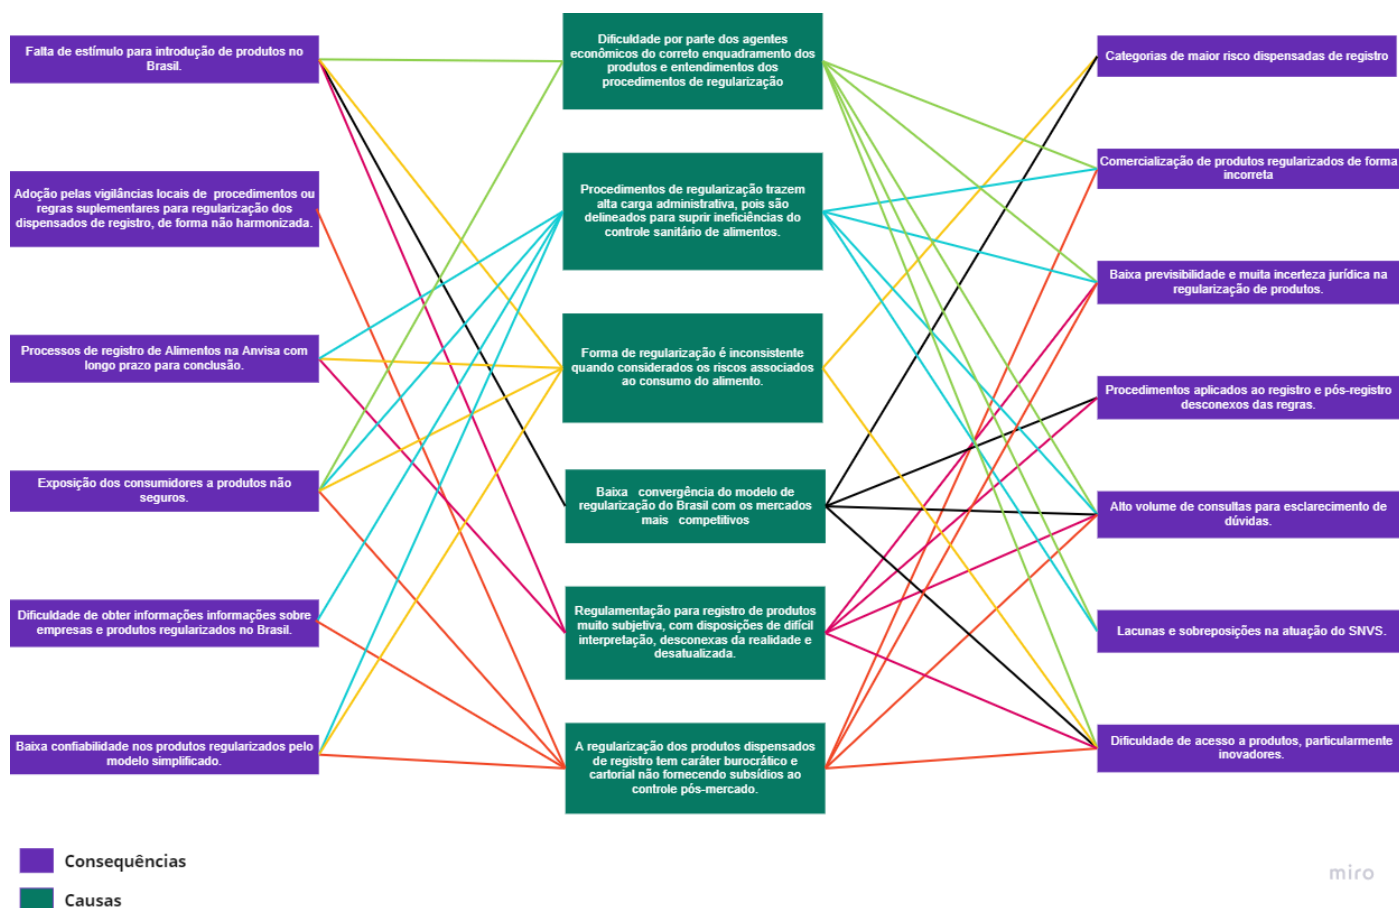 Falta de estímulo para introdução de produtos no
Brasil.
Adoção pelas vigilâncias locais de procedimentos ou
regras suplementares para regularização dos
dispensados de registro, de forma não harmonizada.
Processos de registro de Alimentos na Anvisa com
longo prazo para conclusão.
Exposição dos consumidores a produtos não
seguros.
Dificuldade de obter informações informações sobre
empresas e produtos regularizados no Brasil.
Baixa confiabilidade nos produtos regularizados pelo
modelo simplificado.
Dificuldade por parte dos agentes
econômicos do correto enquadramento dos
produtos e entendimentos dos
procedimentos de regularização
Procedimentos de regularização trazem
alta carga administrativa, pois são
delineados para suprir ineficiências do
controle sanitário de alimentos.
Forma de regularização é inconsistente
quando considerados os riscos associados
ao consumo do alimento.
Baixa convergência do modelo de
regularização do Brasil com os mercados
mais competitivos
Regulamentação para registro de produtos
muito subjetiva, com disposições de difícil
interpretação, desconexas da realidade e
desatualizada.
A regularização dos produtos dispensados
de registro tem caráter burocrático e
cartorial não fornecendo subsídios ao
controle pós-mercado.
Categorias de maior risco dispensadas de registro
Comercialização de produtos regularizados de forma
incorreta
Baixa previsibilidade e muita incerteza jurídica na
regularização de produtos.
Procedimentos aplicados ao registro e pós-registro
desconexos das regras.
Alto volume de consultas para esclarecimento de
dúvidas.
Lacunas e sobreposições na atuação do SNVS.
Dificuldade de acesso a produtos, particularmente
inovadores.
Consequências
Causas
miro